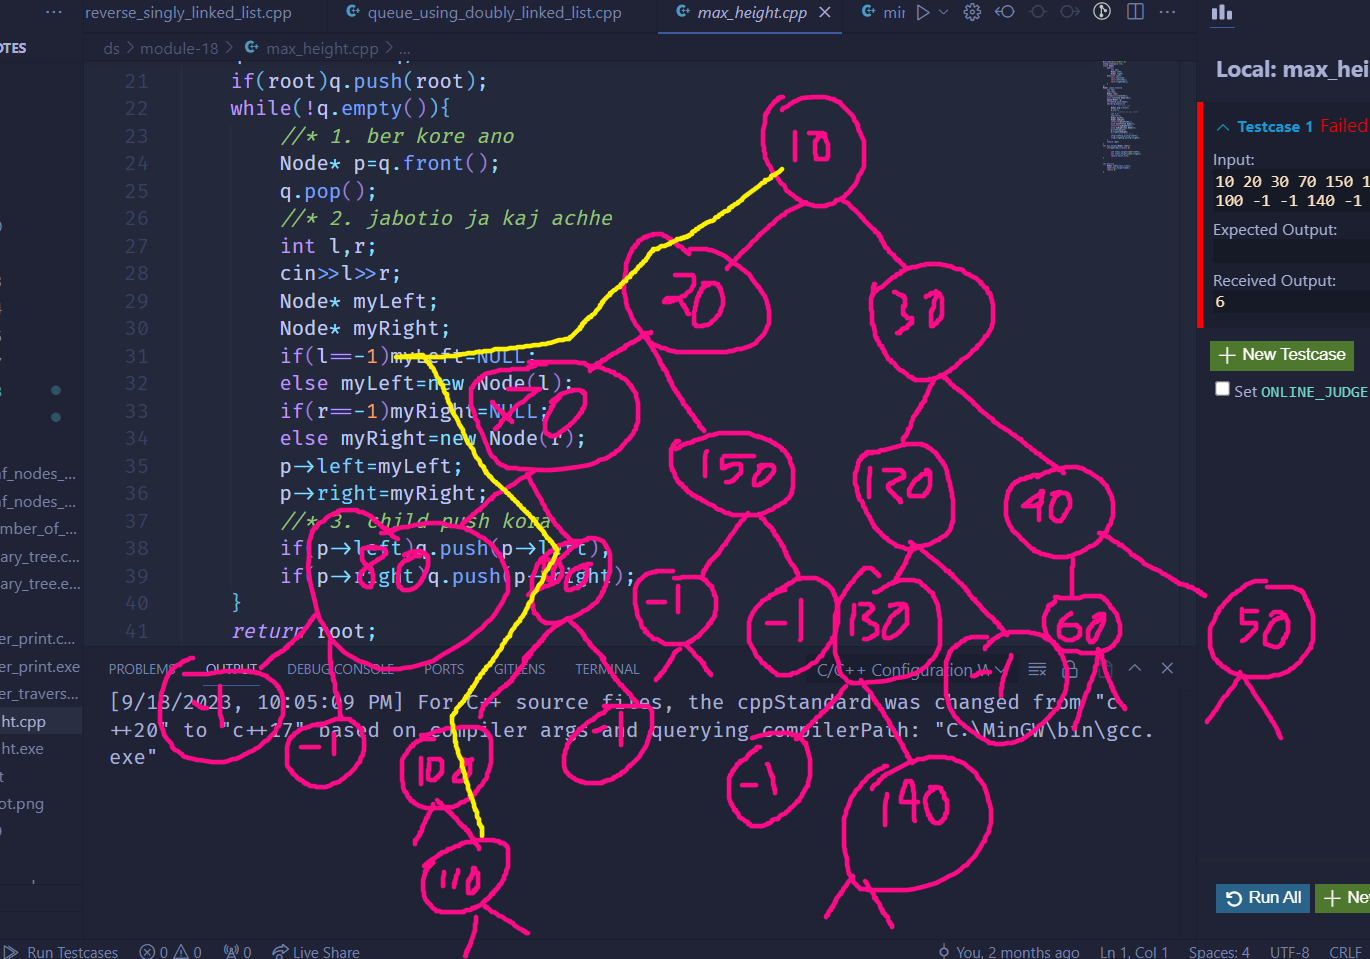 reverse_singly_linked_list.cpp
queue_using_doubly_linked_list.cpp
max_height.cpp
mir
OTES
ds > module-18 > max_height.cpp > ...
21 if(root)q.push(root);
22 while(!q.empty()){
23 //* 1. ber kore ano
24 Node* p=q.front();
25 q.pop();
26 //* 2. jabotio ja kaj achhe
27 int l,r;
28 cin>>l>>r;
29 Node* myLeft;
30 Node* myRight;
31 if(l==-1)myLeft=NULL;
32 else myLeft=new Node(l);
33 if(r==-1)myRight=NULL;
34 else myRight=new Node(r);
35 p->left=myLeft;
36 p->right=myRight;
37 //* 3. child push kora
38 if(p->left)q.push(p->left);
39 if(p->right)q.push(p->right);
40 }
41 return root;
10
20
30
70
150
120
40
80
-1
-1
130
60
50
-1
-1
100
-1
-1
140
110
af_nodes_...
af_nodes_...
mber_of_...
ary_tree.c...
ary_tree.e...
er_print.c...
er_print.exe
er_travers...
ht.cpp
ht.exe
t
ot.png
PROBLEMS OUTPUT DEBUG CONSOLE PORTS GITLENS TERMINAL
C/C++ Configuration W
[9/18/2023, 10:05:09 PM] For C++ source files, the cppStandard was changed from "c
++20" to "c++17" based on compiler args and querying compilerPath: "C:\MinGW\bin\gcc.
exe"
Local: max_hei
Testcase 1 Failed
Input:
10 20 30 70 150 1
100 -1 -1 140 -1
Expected Output:
Received Output:
6
+ New Testcase
Set ONLINE_JUDGE
Run All
+ Ne
Run Testcases 0 0 0 Live Share
You, 2 months ago Ln 1, Col 1 Spaces: 4 UTF-8 CRLF